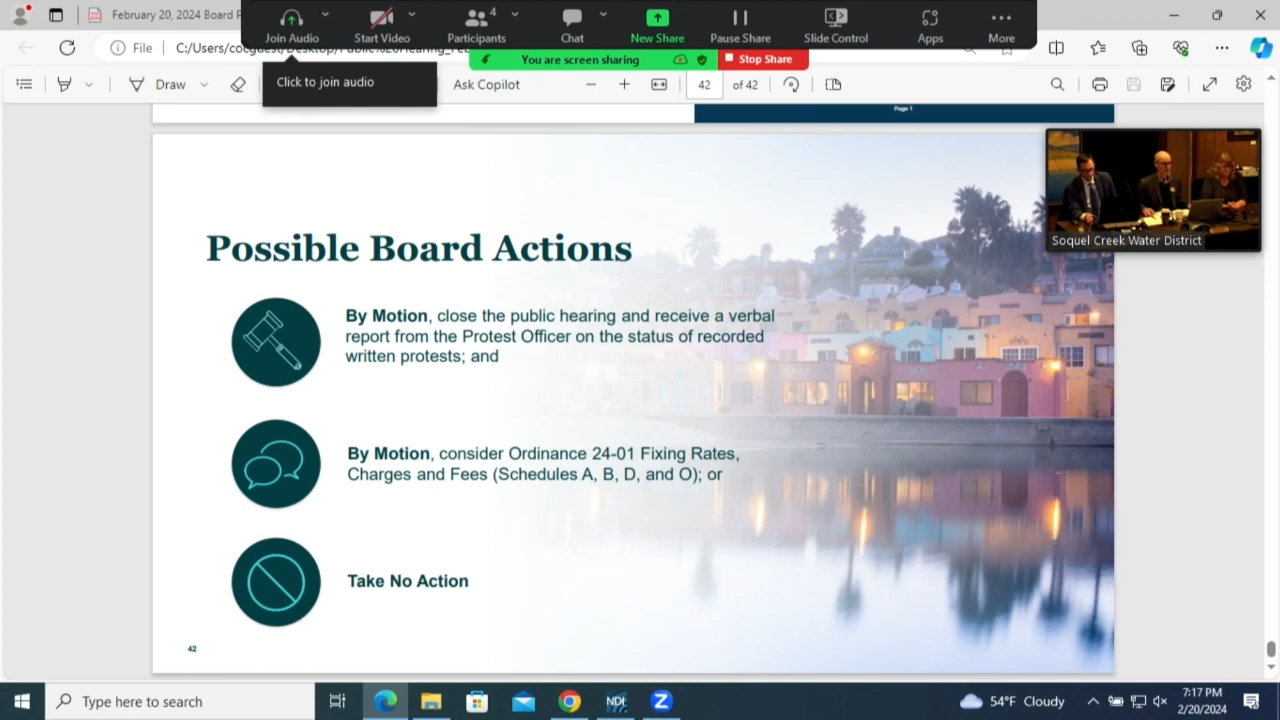 February 20, 2024 Board P
Join Audio
Start Video
4
Participants
Chat
New Share
Pause Share
Slide Control
Apps
More
File
C:/Users/cocguest/Desktop/Public%20Hearing_Feb
You are screen sharing
Stop Share
Click to join audio
Draw
Ask Copilot
42
of 42
Page 1
Soquel Creek Water District
Possible Board Actions
By Motion, close the public hearing and receive a verbal
report from the Protest Officer on the status of recorded
written protests; and
By Motion, consider Ordinance 24-01 Fixing Rates,
Charges and Fees (Schedules A, B, D, and O); or
Take No Action
42
Type here to search
NDI
54°F Cloudy
7:17 PM
2/20/2024